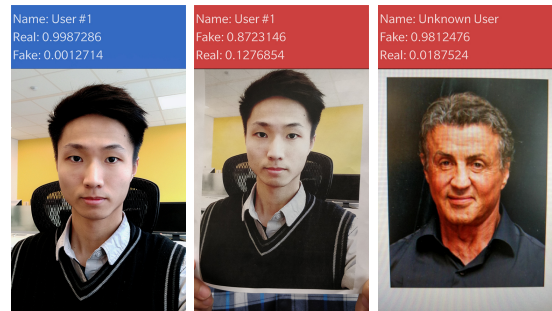 Name: User #1
Real: 0.9987286
Fake: 0.0012714
Name: User #1
Fake: 0.8723146
Real: 0.1276854
Name: Unknown User
Fake: 0.9812476
Real: 0.0187524